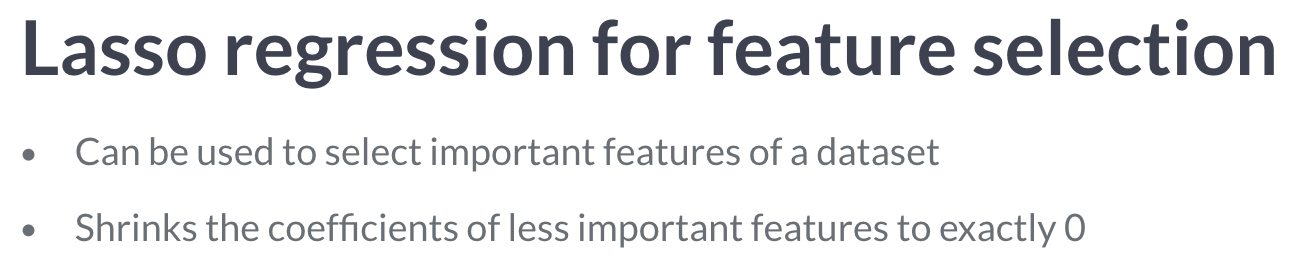 Lasso regression for feature selection
• Can be used to select important features of a dataset
• Shrinks the coefficients of less important features to exactly 0